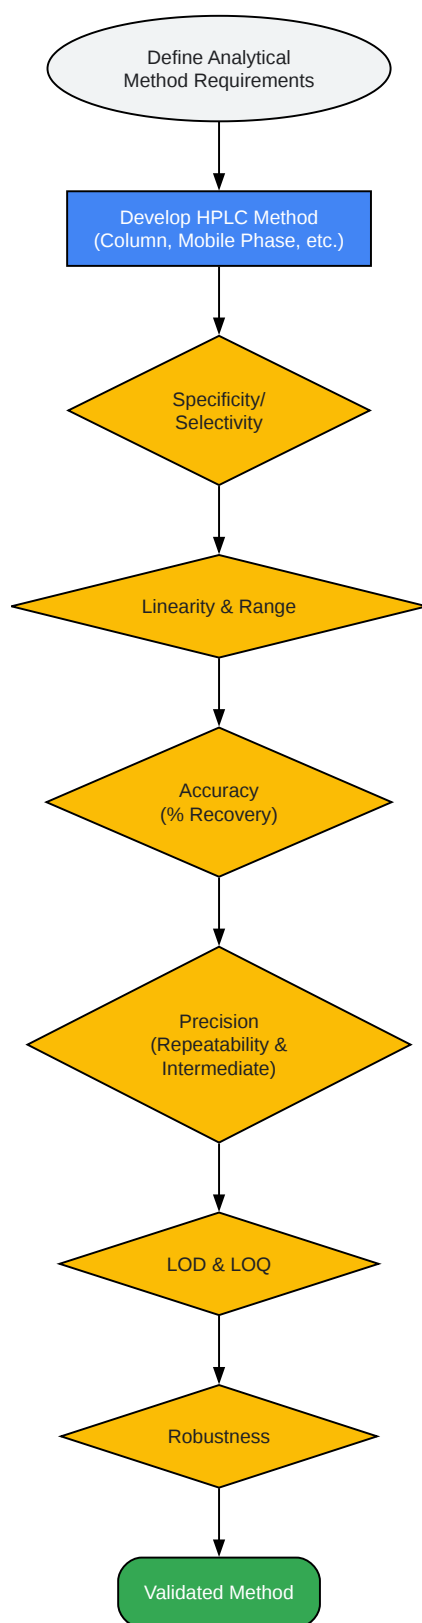 Define Analytical
Method Requirements
Develop HPLC Method
(Column, Mobile Phase, etc.)
Specificity/
Selectivity
Linearity & Range
Accuracy
(% Recovery)
Precision
(Repeatability &
Intermediate)
LOD & LOQ
Robustness
Validated Method